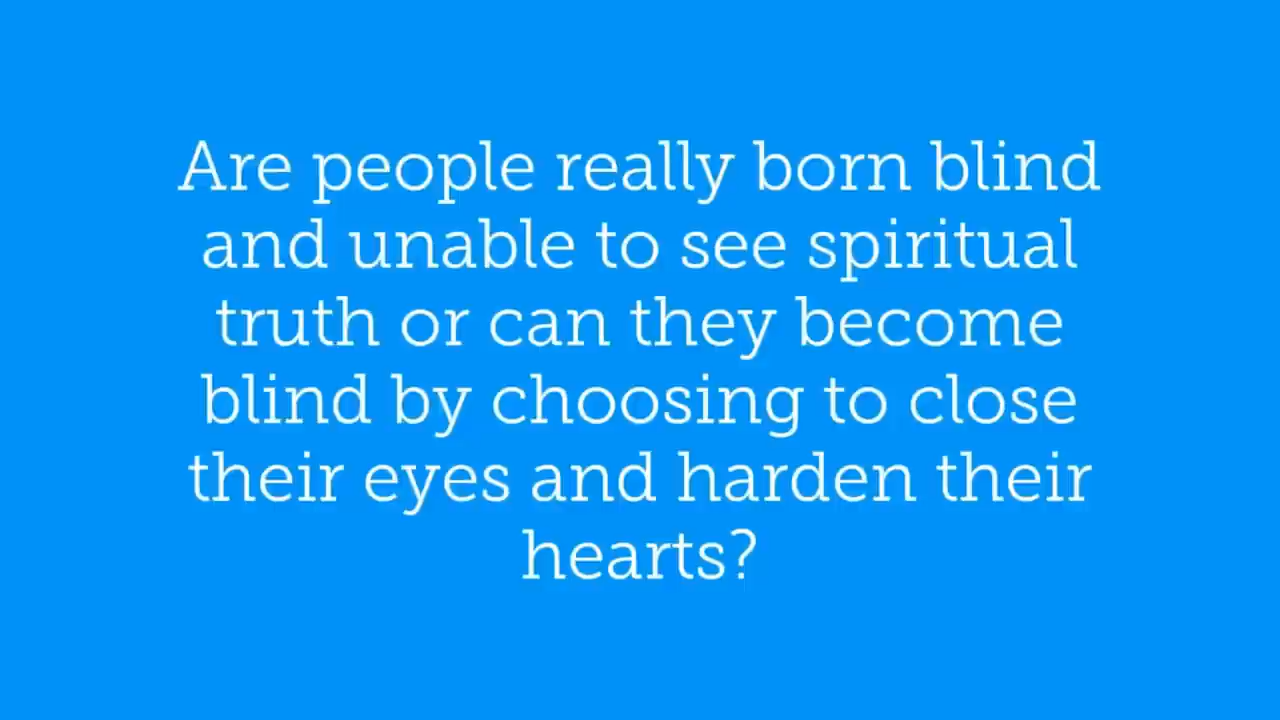 Are people really born blind
and unable to see spiritual
truth or can they become
blind by choosing to close
their eyes and harden their
hearts?